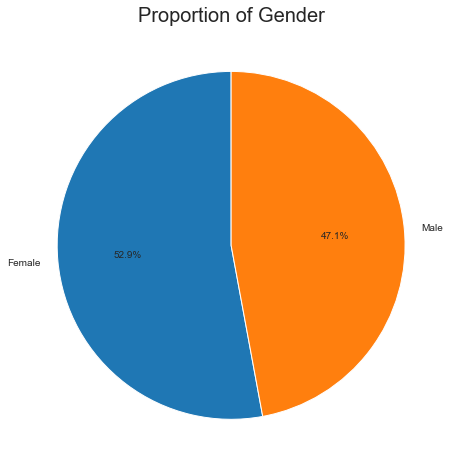 Proportion of Gender
47.1%
Male
52.9%
Female